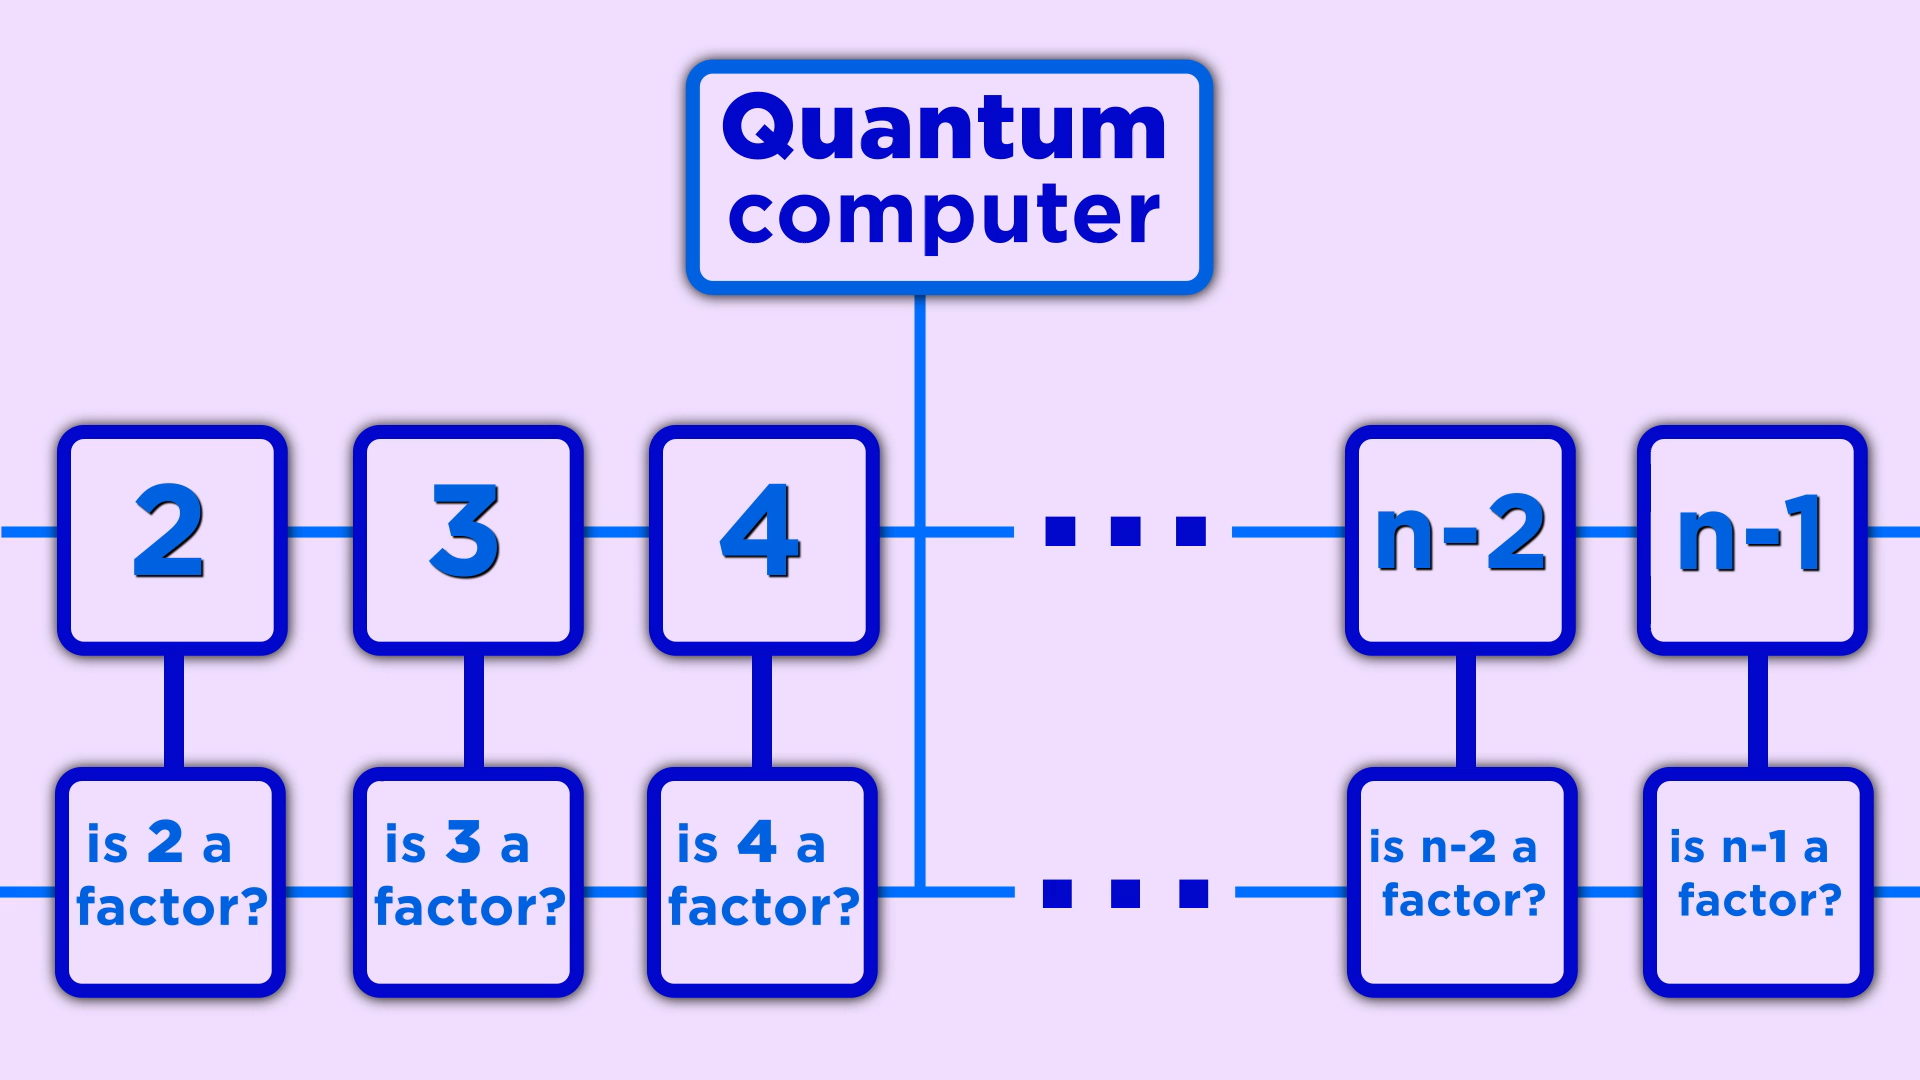 Quantum
computer
2
3
4
n-2
n-1
is 2 a
factor?
is 3 a
factor?
is 4 a
factor?
is n-2 a
factor?
is n-1 a
factor?